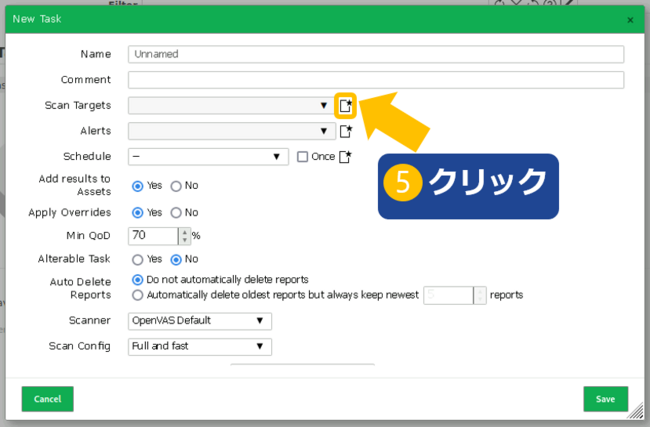 Filter
New Task
×
Name Unnamed
Comment
Scan Targets ▼
Alerts ▼
Schedule -- ▼ Once
Add results to
Assets
Yes No
Apply Overrides Yes No
Min QoD 70 %
Alterable Task Yes No
Auto Delete
Reports
Do not automatically delete reports
Automatically delete oldest reports but always keep newest 5 reports
Scanner OpenVAS Default ▼
Scan Config Full and fast ▼
Cancel Save
5 クリック